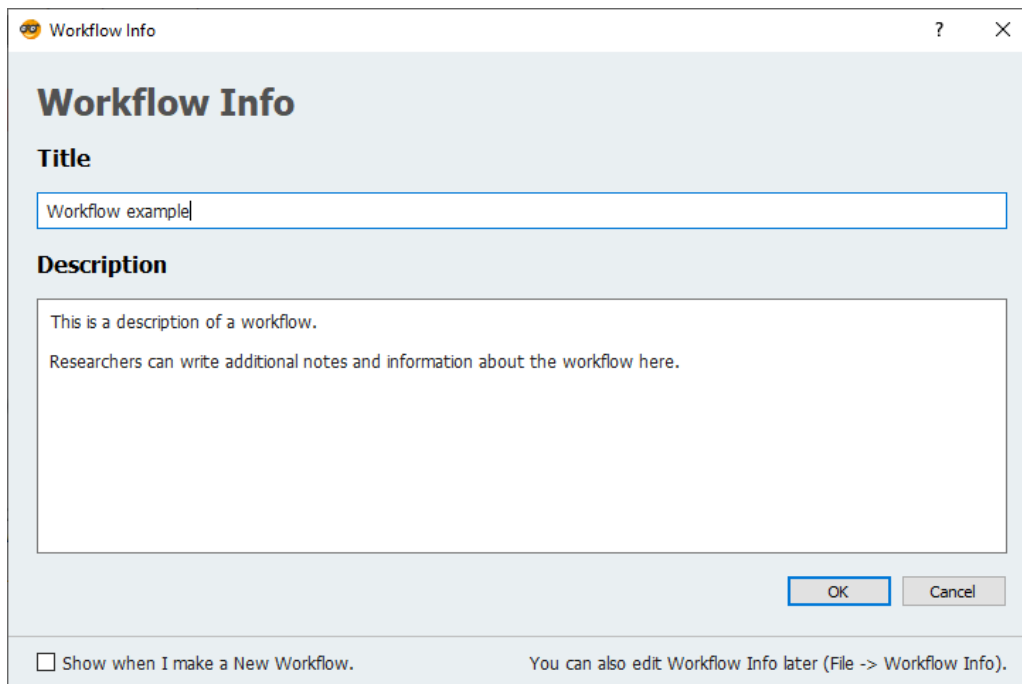 Workflow Info
?
Workflow Info
Title
Workflow example
Description
This is a description of a workflow.
Researchers can write additional notes and information about the workflow here.
OK Cancel
Show when I make a New Workflow. You can also edit Workflow Info later (File -> Workflow Info).